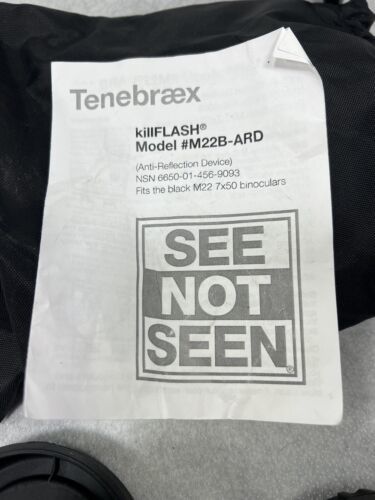 Tenebræx
killFLASH®
Model #M22B-ARD
(Anti-Reflection Device)
NSN 6650-01-456-9093
Fits the black M22 7x50 binoculars
SEE
NOT
SEEN
®